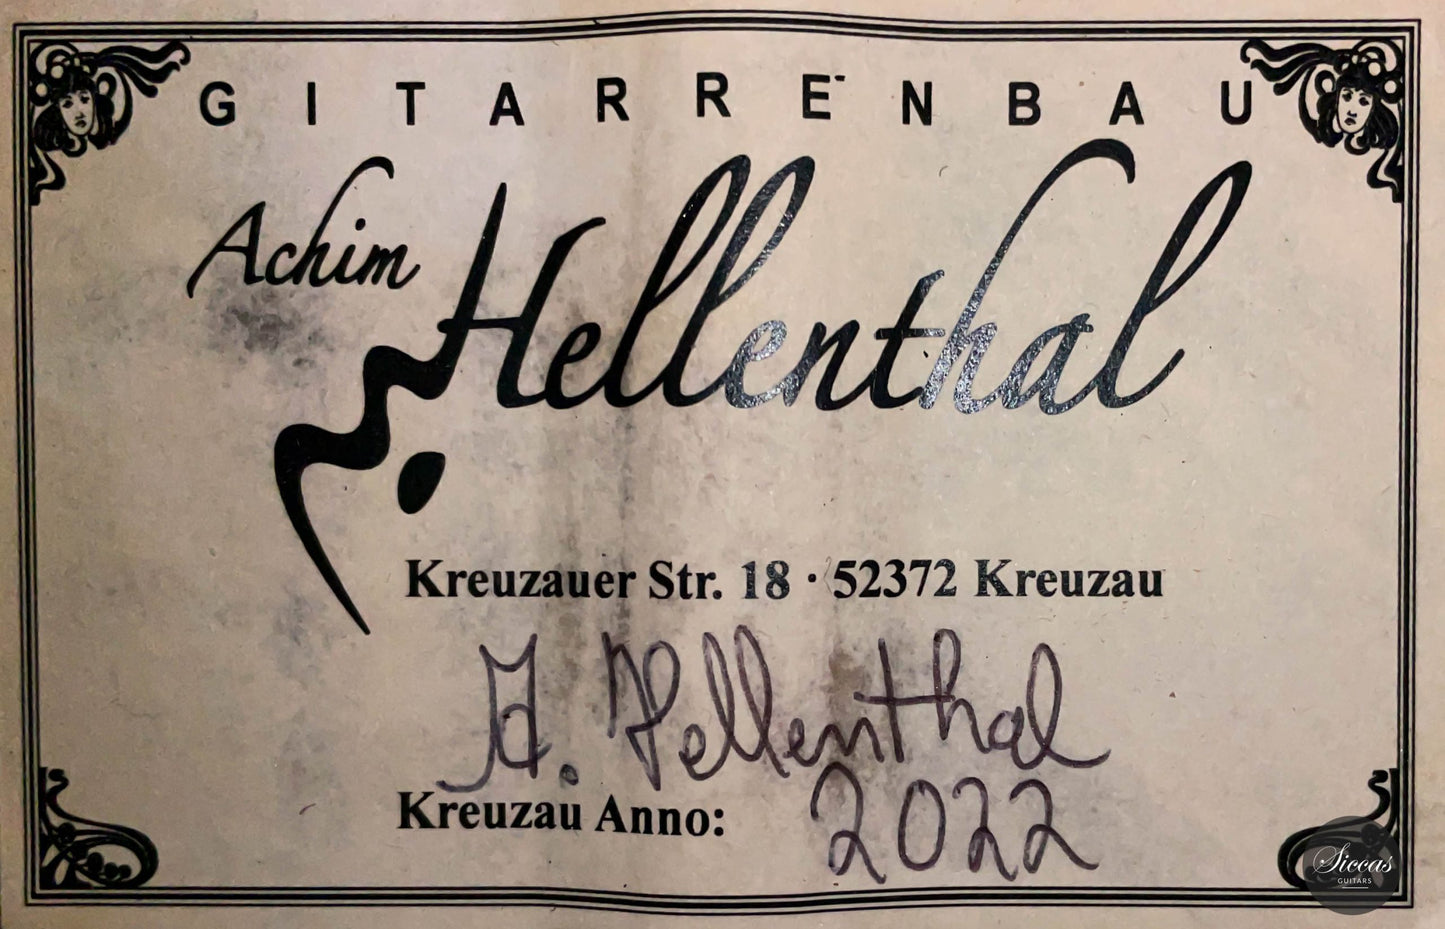 GITARRENBAU
Achim
Hellenthal
Kreuzauer Str. 18 · 52372 Kreuzau
A. Hellenthal
Kreuzau Anno: 2022
Siccas
GUITARS